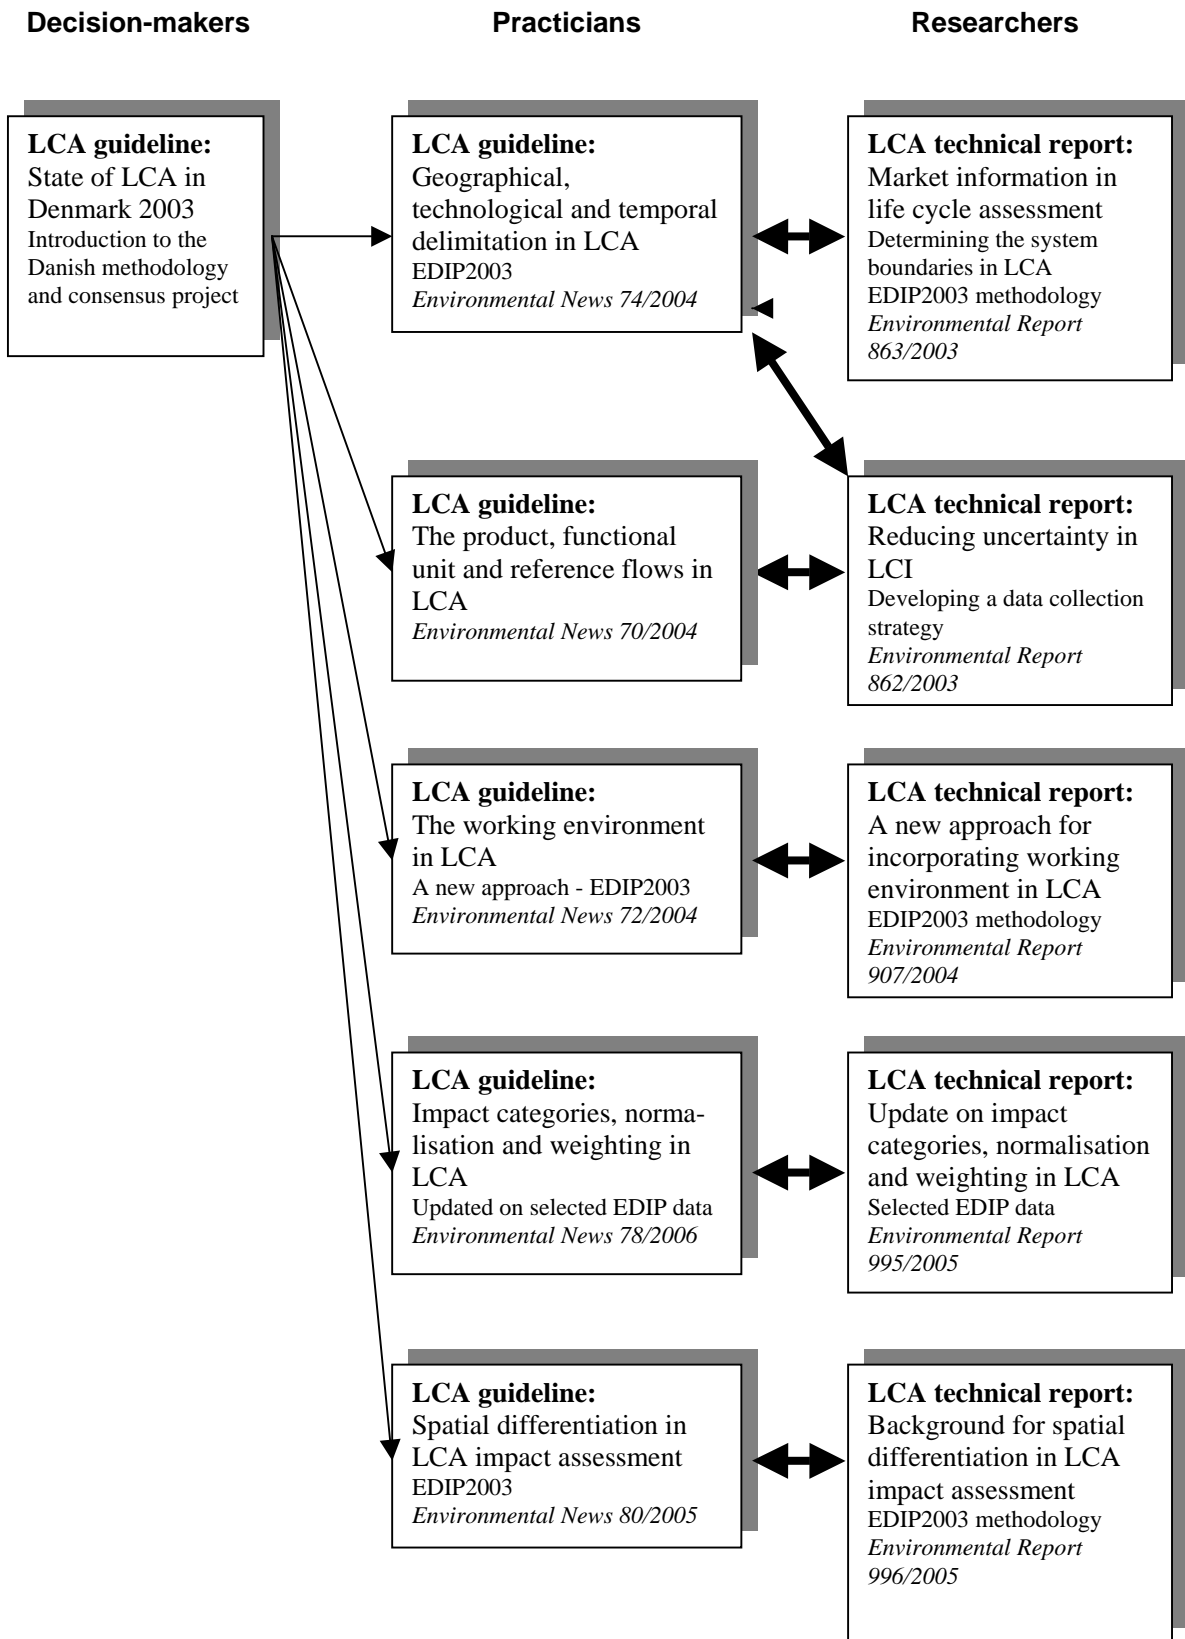 Decision-makers
Practicians
Researchers
LCA guideline:
State of LCA in
Denmark 2003
Introduction to the
Danish methodology
and consensus project
LCA guideline:
Geographical,
technological and temporal
delimitation in LCA
EDIP2003
Environmental News 74/2004
LCA technical report:
Market information in
life cycle assessment
Determining the system
boundaries in LCA
EDIP2003 methodology
Environmental Report
863/2003
LCA guideline:
The product, functional
unit and reference flows in
LCA
Environmental News 70/2004
LCA technical report:
Reducing uncertainty in
LCI
Developing a data collection
strategy
Environmental Report
862/2003
LCA guideline:
The working environment
in LCA
A new approach - EDIP2003
Environmental News 72/2004
LCA technical report:
A new approach for
incorporating working
environment in LCA
EDIP2003 methodology
Environmental Report
907/2004
LCA guideline:
Impact categories, norma-
lisation and weighting in
LCA
Updated on selected EDIP data
Environmental News 78/2006
LCA technical report:
Update on impact
categories, normalisation
and weighting in LCA
Selected EDIP data
Environmental Report
995/2005
LCA guideline:
Spatial differentiation in
LCA impact assessment
EDIP2003
Environmental News 80/2005
LCA technical report:
Background for spatial
differentiation in LCA
impact assessment
EDIP2003 methodology
Environmental Report
996/2005